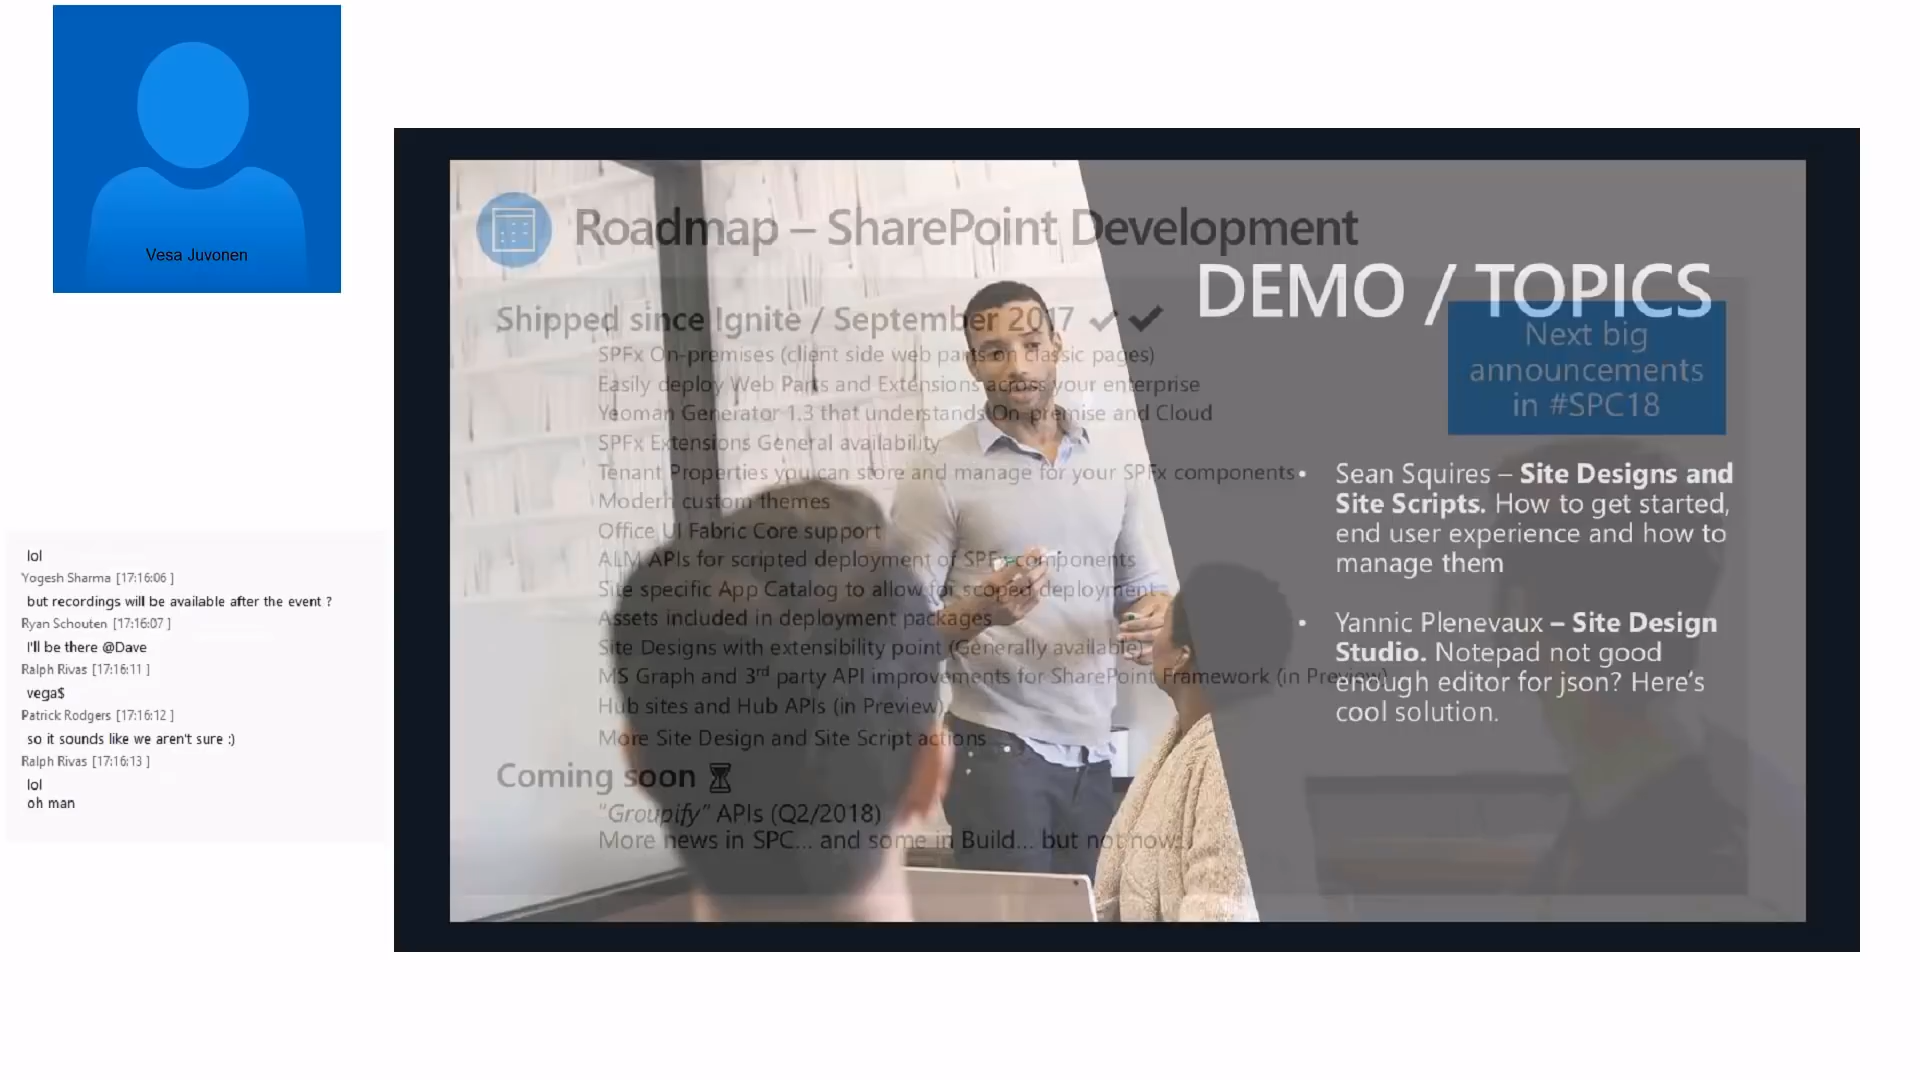 Vesa Juvonen
lol
Yogesh Sharma [17:16:06 ]
but recordings will be available after the event ?
Ryan Schouten [17:16:07 ]
I'll be there @Dave
Ralph Rivas [17:16:11 ]
vega$
Patrick Rodgers [17:16:12 ]
so it sounds like we aren't sure :)
Ralph Rivas [17:16:13 ]
lol
oh man
Roadmap – SharePoint Development
Shipped since Ignite / September 2017
SPFx On-premises (client side web parts on classic pages)
Easily deploy Web Parts and Extensions across your enterprise
Yeoman Generator 1.3 that understands On-premise and Cloud
SPFx Extensions General availability
Tenant Properties you can store and manage for your SPFx components
Modern custom themes
Office UI Fabric Core support
ALM APIs for scripted deployment of SPFx components
Site specific App Catalog to allow for scoped deployment
Assets included in deployment packages
Site Designs with extensibility point (Generally available)
MS Graph and 3rd party API improvements for SharePoint Framework (in Preview)
Hub sites and Hub APIs (in Preview)
More Site Design and Site Script actions
Coming soon
"Groupify" APIs (Q2/2018)
More news in SPC... and some in Build... but not now..
DEMO / TOPICS
Next big
announcements
in #SPC18
• Sean Squires – Site Designs and
Site Scripts. How to get started,
end user experience and how to
manage them
• Yannic Plenevaux – Site Design
Studio. Notepad not good
enough editor for json? Here's
cool solution.